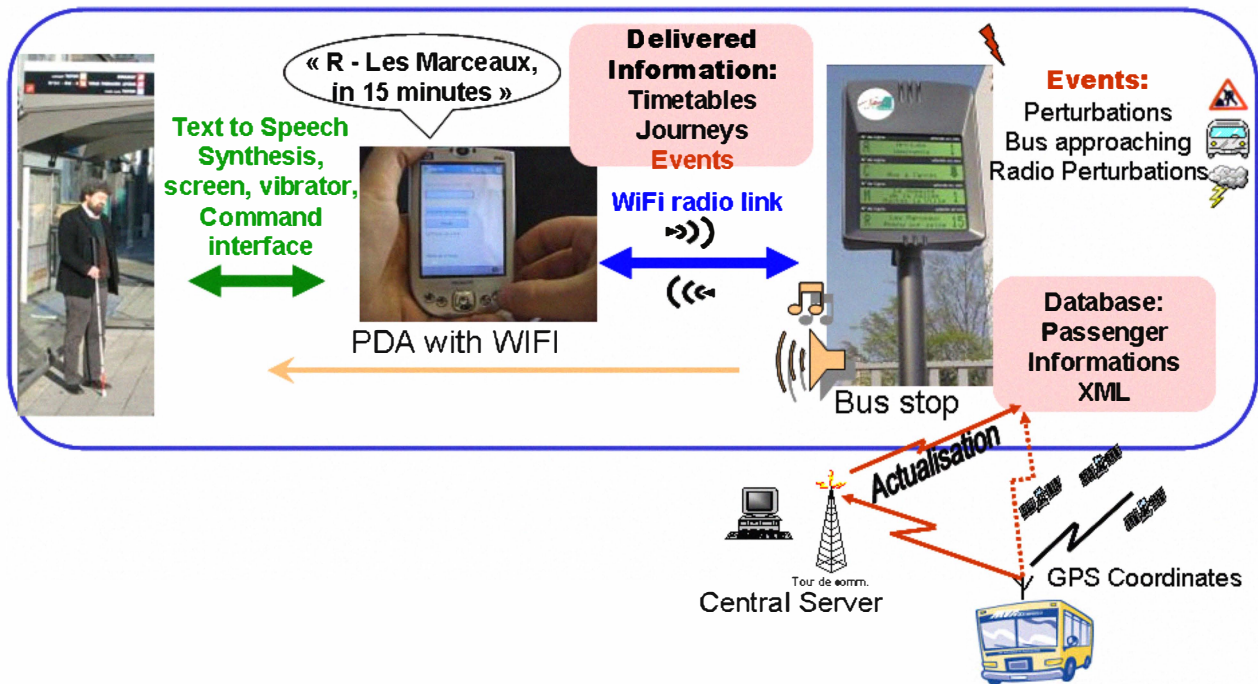 « R - Les Marceaux,
in 15 minutes »
Delivered
Information:
Timetables
Journeys
Events
Events:
Perturbations
Bus approaching
Radio Perturbations
Text to Speech
Synthesis,
screen, vibrator,
Command
interface
WiFi radio link
PDA with WIFI
Bus stop
Database:
Passenger
Informations
XML
Actualisation
Tour de comm.
Central Server
GPS Coordinates